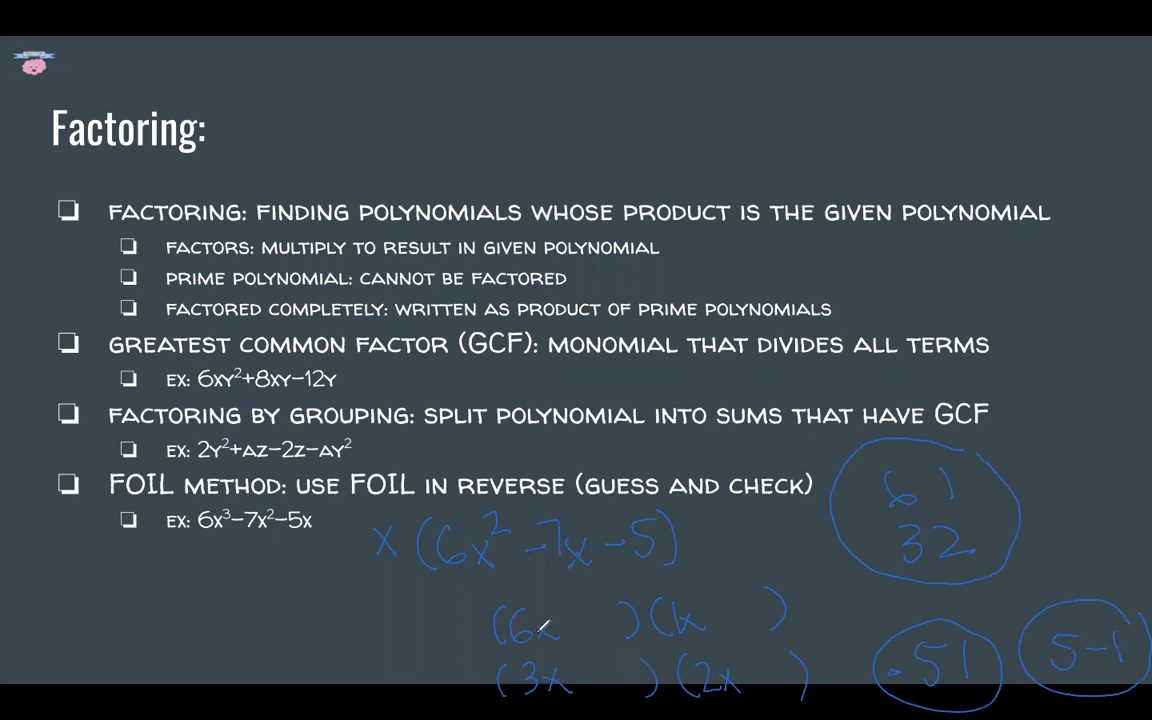 Factoring:
❏ FACTORING: FINDING POLYNOMIALS WHOSE PRODUCT IS THE GIVEN POLYNOMIAL
❏ FACTORS: MULTIPLY TO RESULT IN GIVEN POLYNOMIAL
❏ PRIME POLYNOMIAL: CANNOT BE FACTORED
❏ FACTORED COMPLETELY: WRITTEN AS PRODUCT OF PRIME POLYNOMIALS
❏ GREATEST COMMON FACTOR (GCF): MONOMIAL THAT DIVIDES ALL TERMS
❏ EX: 6XY²+8XY-12Y
❏ FACTORING BY GROUPING: SPLIT POLYNOMIAL INTO SUMS THAT HAVE GCF
❏ EX: 2Y²+AZ-2Z-AY²
❏ FOIL METHOD: USE FOIL IN REVERSE (GUESS AND CHECK)
❏ EX: 6X³-7X²-5X
x(6x²-7x-5)
6 1
3 2
(6x )(1x )
(3x )(2x )
-5 1
5 -1